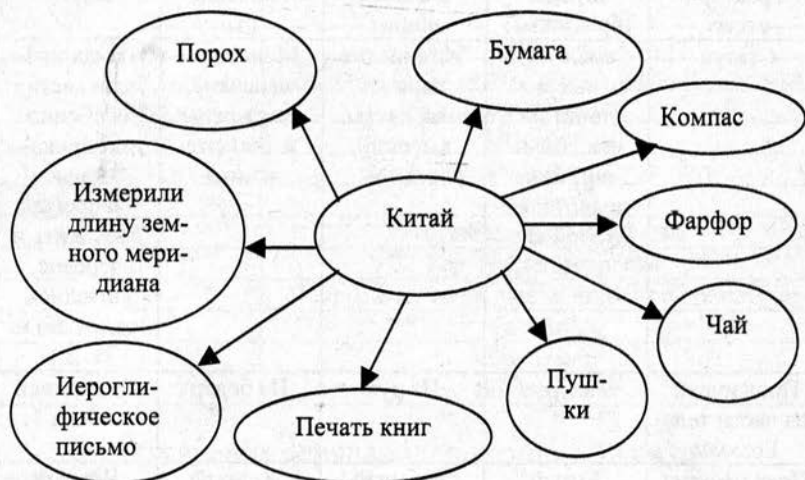 Порох
Бумага
Компас
Измерили
длину зем-
ного мери-
диана
Китай
Фарфор
Чай
Пуш-
ки
Иерогли-
фическое
письмо
Печать книг